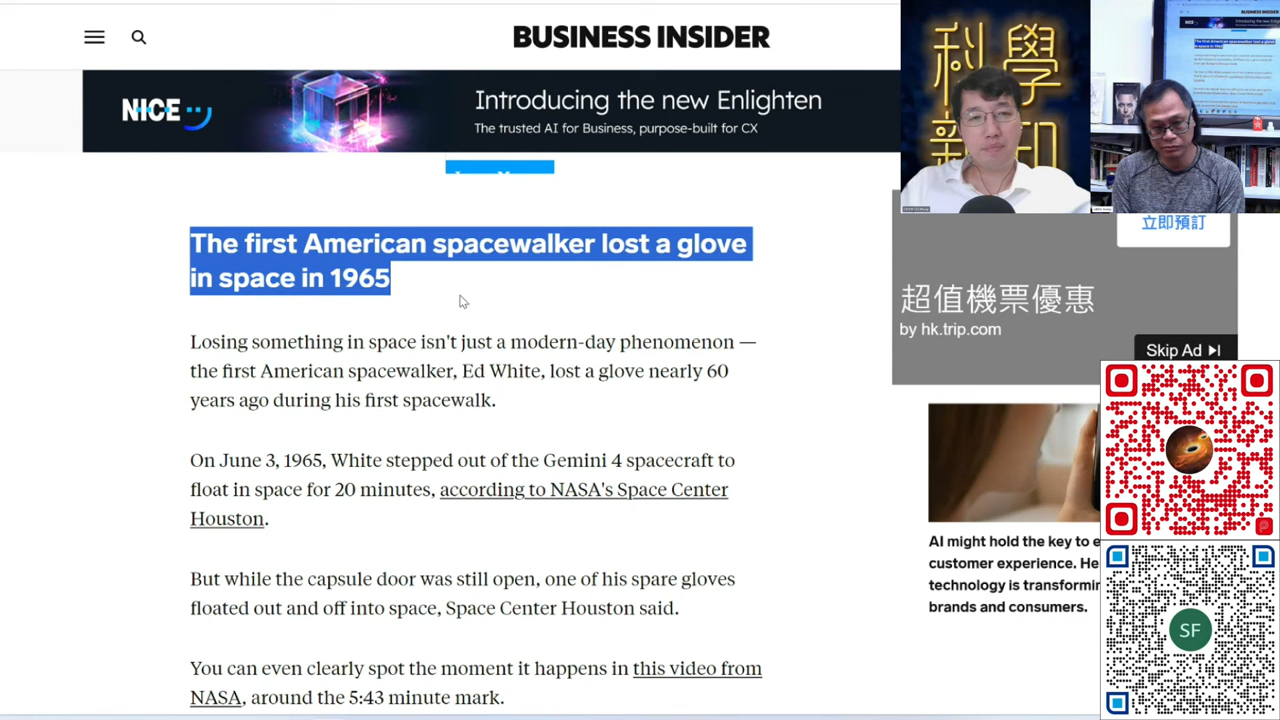 BUSINESS INSIDER
NICE
Introducing the new Enlighten
The trusted AI for Business, purpose-built for CX
The first American spacewalker lost a glove
in space in 1965
Losing something in space isn't just a modern-day phenomenon —
the first American spacewalker, Ed White, lost a glove nearly 60
years ago during his first spacewalk.
On June 3, 1965, White stepped out of the Gemini 4 spacecraft to
float in space for 20 minutes, according to NASA's Space Center
Houston.
But while the capsule door was still open, one of his spare gloves
floated out and off into space, Space Center Houston said.
You can even clearly spot the moment it happens in this video from
NASA, around the 5:43 minute mark.
科學
新知
立即預訂
超值機票優惠
by hk.trip.com
Skip Ad
AI might hold the key to e
customer experience. He
technology is transformin
brands and consumers.
SF